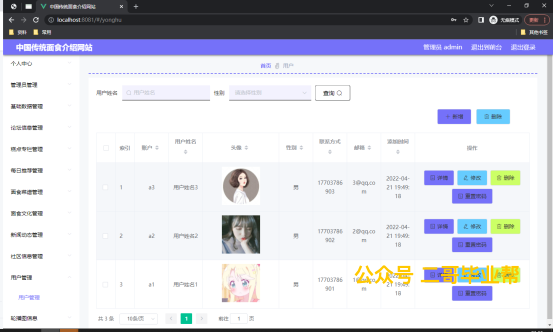 中国传统面食介绍网站
localhost:8081/#/yonghu
无痕模式
更新
资料
常用
其他书签
中国传统面食介绍网站
管理员 admin
退出到前台
退出登录
个人中心
管理员管理
基础数据管理
论坛信息管理
糕点专栏管理
每日推荐管理
面食频道管理
面食文化管理
新闻动态管理
社区信息管理
用户管理
用户管理
轮播图信息
首页 / 用户
用户姓名 用户姓名 性别 请选择性别 查询
+ 新增 删除
索引 账户 用户姓名 头像 性别 联系方式 邮箱 添加时间 操作
1 a3 用户姓名3 男 17703786903 3@qq.com 2022-04-21 19:49:18 详情 修改 删除 重置密码
2 a2 用户姓名2 男 17703786902 2@qq.com 2022-04-21 19:49:18 详情 修改 删除 重置密码
3 a1 用户姓名1 男 17703786901 1@qq.com 2022-04-21 19:49:18 详情 修改 删除 重置密码
公众号 二哥毕业帮
共 3 条 10条/页 1 前往 1 页